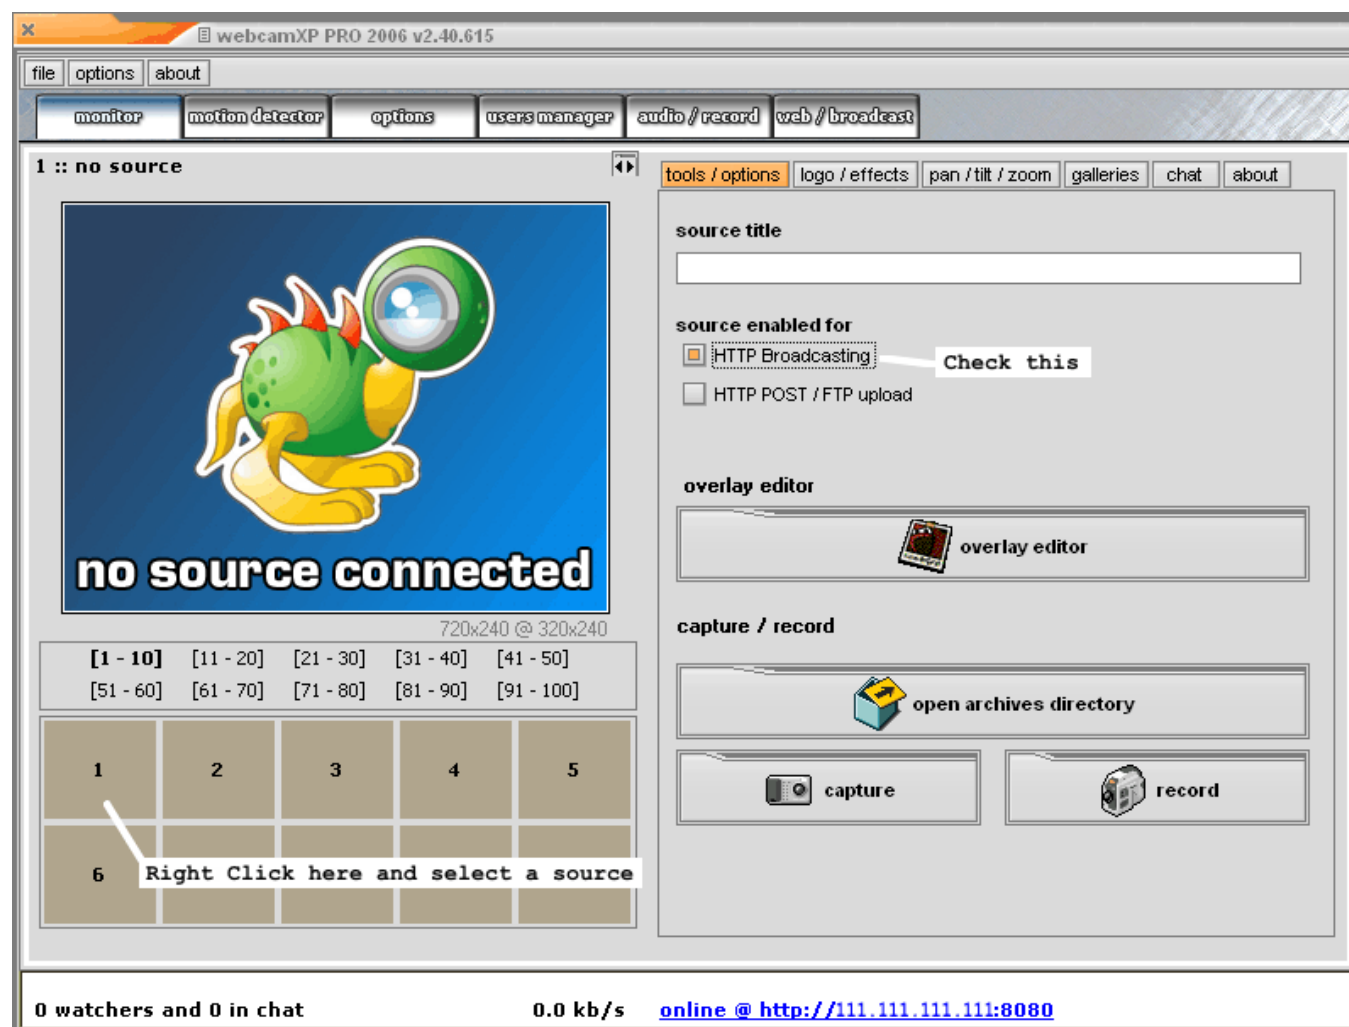 webcamXP PRO 2006 v2.40.615
file options about
monitor motion detector options users manager audio / record web / broadcast
1 :: no source
tools / options logo / effects pan / tilt / zoom galleries chat about
source title
source enabled for
HTTP Broadcasting
Check this
HTTP POST / FTP upload
no source connected
overlay editor
overlay editor
720x240 @ 320x240
capture / record
[1 - 10] [11 - 20] [21 - 30] [31 - 40] [41 - 50]
[51 - 60] [61 - 70] [71 - 80] [81 - 90] [91 - 100]
open archives directory
1 2 3 4 5
capture record
6
Right Click here and select a source
0 watchers and 0 in chat 0.0 kb/s online @ http://111.111.111.111:8080